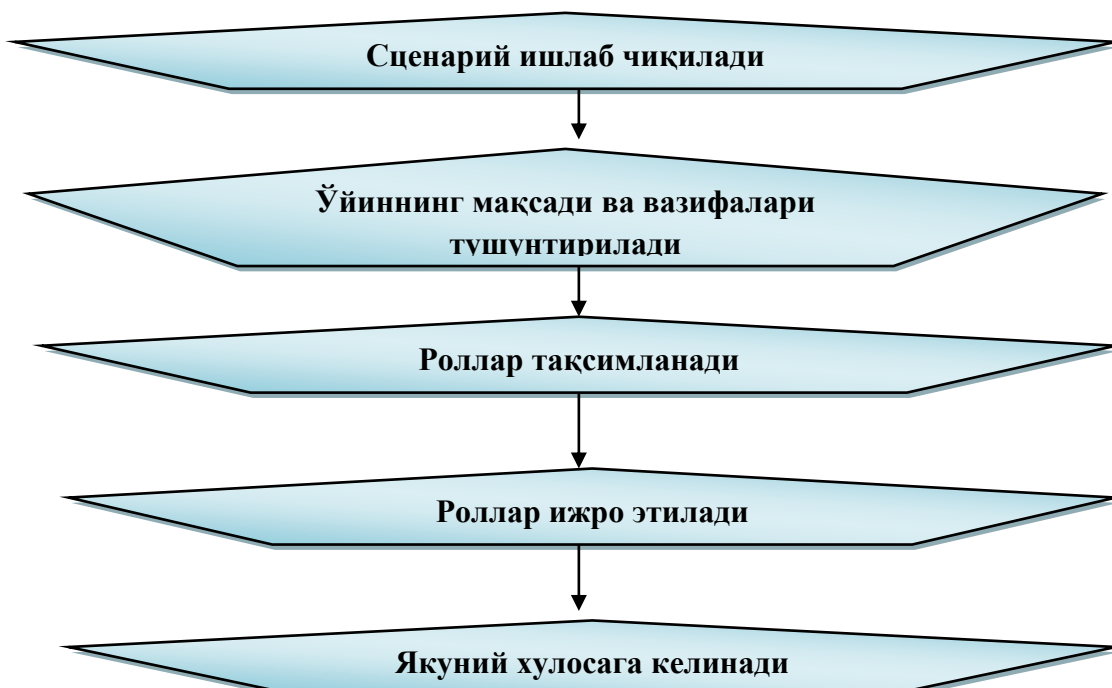 Сценарий ишлаб чиқилади
Ўйиннинг мақсади ва вазифалари
тушунтирилади
Роллар тақсимланади
Роллар ижро этилади
Якуний хулосага келинади